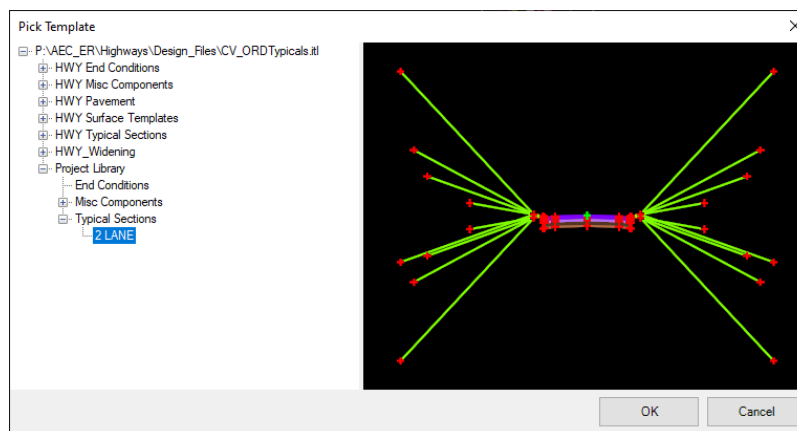 Pick Template
P:\AEC_ER\Highways\Design_Files\CV_ORDTypicals.itl
HWY End Conditions
HWY Misc Components
HWY Pavement
HWY Surface Templates
HWY Typical Sections
HWY_Widening
Project Library
End Conditions
Misc Components
Typical Sections
2 LANE
OK
Cancel